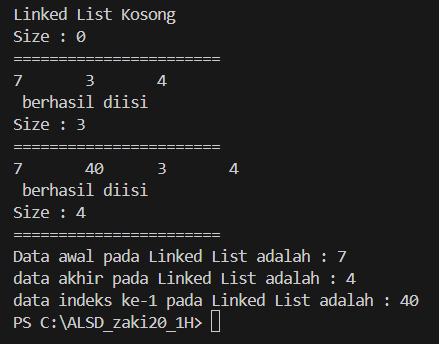 Linked List Kosong
Size : 0
=======================
7 3 4
berhasil diisi
Size : 3
=======================
7 40 3 4
berhasil diisi
Size : 4
=======================
Data awal pada Linked List adalah : 7
data akhir pada Linked List adalah : 4
data indeks ke-1 pada Linked List adalah : 40
PS C:\ALSD_zaki20_1H>